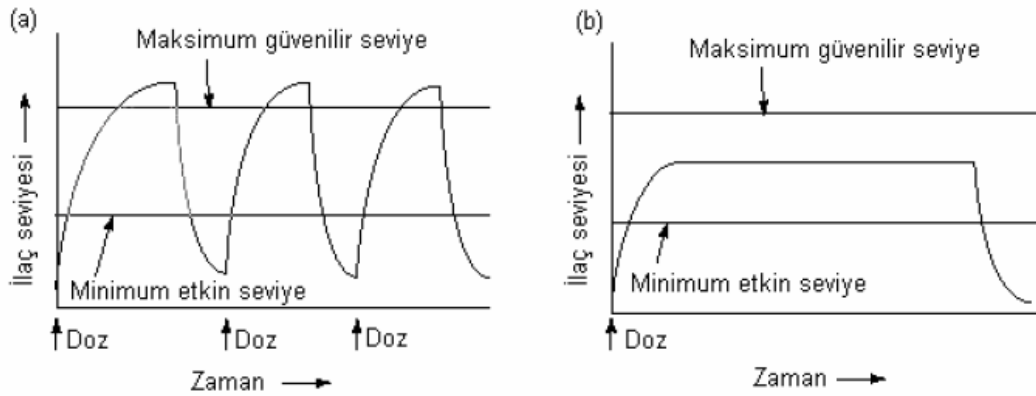 (a)
Maksimum güvenilir seviye
İlaç seviyesi
Minimum etkin seviye
Doz
Doz
Doz
Zaman
(b)
Maksimum güvenilir seviye
İlaç seviyesi
Minimum etkin seviye
Doz
Zaman